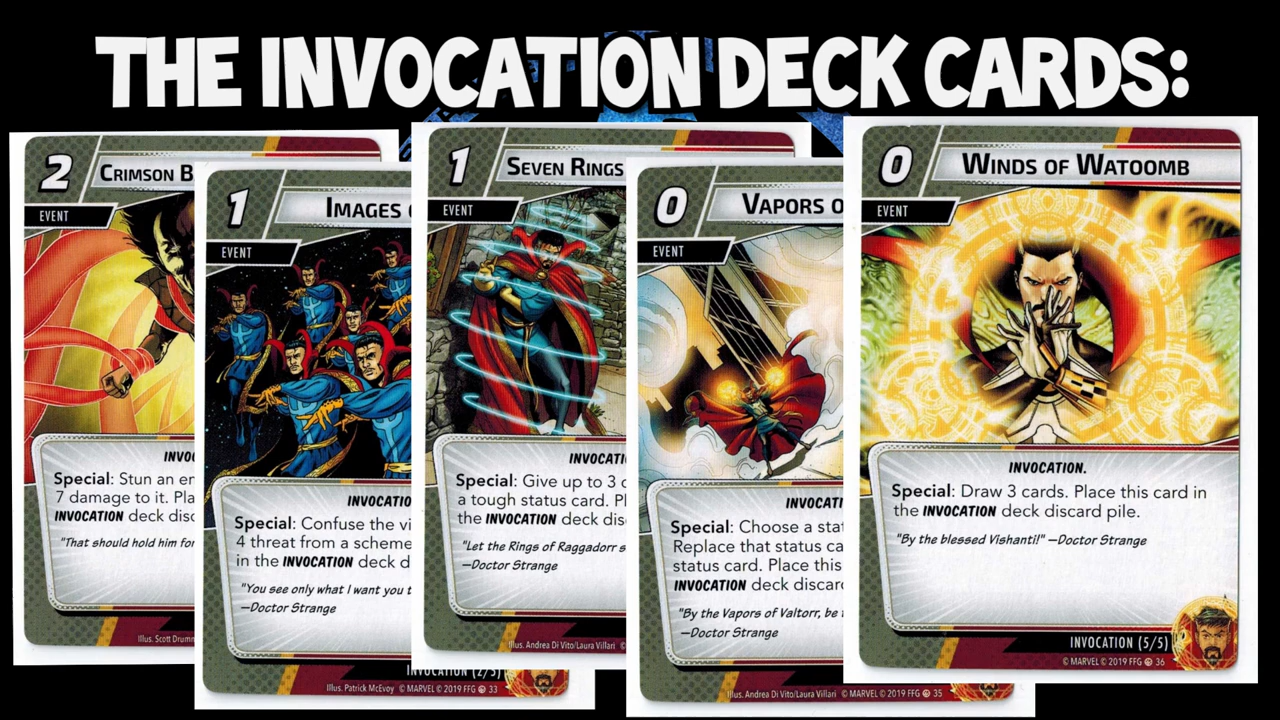 THE INVOCATION DECK CARDS:
2
CRIMSON B
EVENT
INVO
Special: Stun an en
7 damage to it. Pla
INVOCATION deck disc
"That should hold him for
Illus. Scott Drumm
1
IMAGES
EVENT
INVOCATIO
Special: Confuse the vi
4 threat from a scheme
in the INVOCATION deck d
"You see only what I want you t
—Doctor Strange
INVOCATION (2/5)
Illus. Patrick McEvoy © MARVEL © 2019 FFG 33
1
SEVEN RINGS
EVENT
INVOCATI
Special: Give up to 3 c
a tough status card. Pl
the INVOCATION deck dis
"Let the Rings of Raggadorr s
—Doctor Strange
Illus. Andrea Di Vito/Laura Villari ©
0
VAPORS O
EVENT
INVOCATI
Special: Choose a stat
Replace that status ca
status card. Place this
INVOCATION deck discard
"By the Vapors of Valtorr, be
—Doctor Strange
Illus. Andrea Di Vito/Laura Villari © MARVEL © 2019 FFG 35
0
WINDS OF WATOOMB
EVENT
INVOCATION.
Special: Draw 3 cards. Place this card in
the INVOCATION deck discard pile.
"By the blessed Vishanti!" —Doctor Strange
INVOCATION (5/5)
© MARVEL © 2019 FFG 36